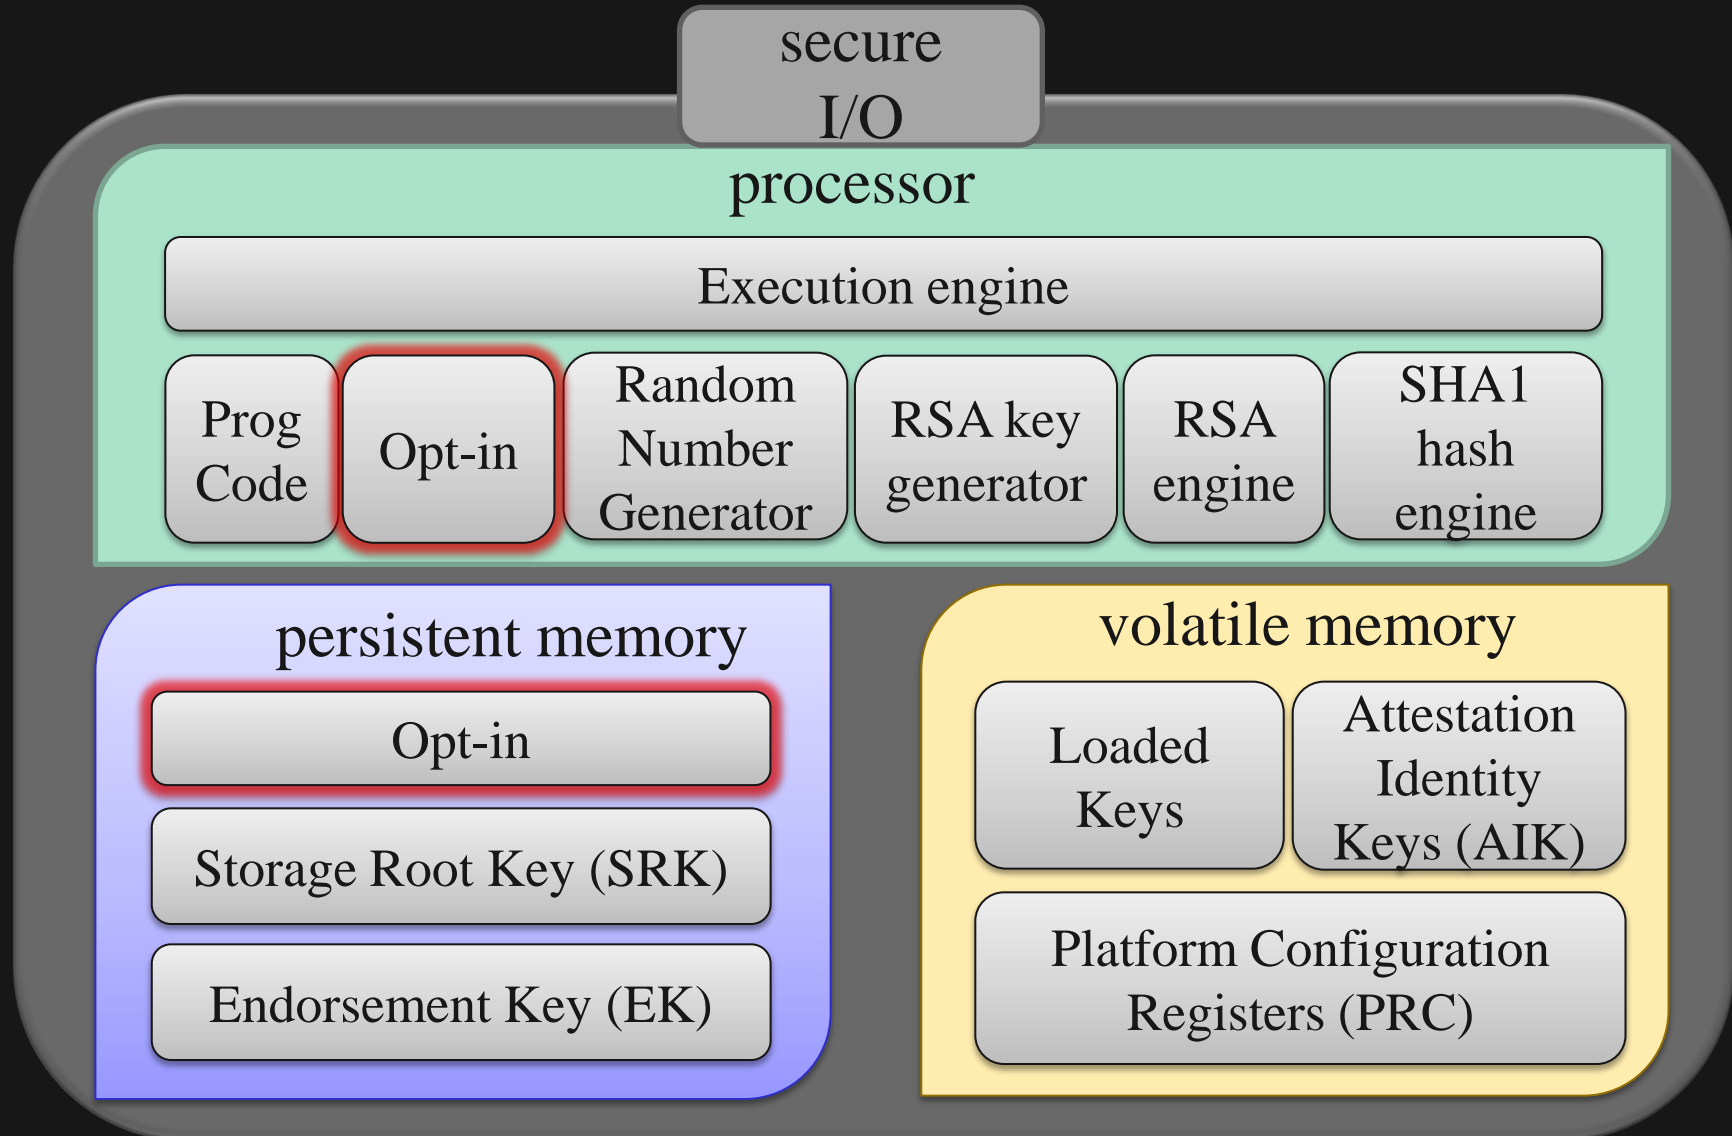 secure
I/O
processor
Execution engine
Prog
Code
Opt-in
Random
Number
Generator
RSA key
generator
RSA
engine
SHA1
hash
engine
persistent memory
Opt-in
Storage Root Key (SRK)
Endorsement Key (EK)
volatile memory
Loaded
Keys
Attestation
Identity
Keys (AIK)
Platform Configuration
Registers (PRC)